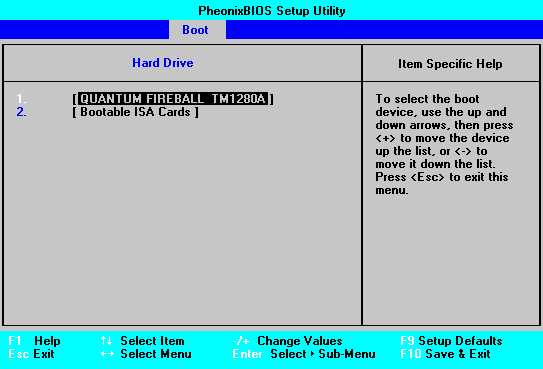 PheonixBIOS Setup Utility
Boot
Hard Drive
1. [QUANTUM FIREBALL TM1280A]
2. [ Bootable ISA Cards ]
Item Specific Help
To select the boot
device, use the up and
down arrows, then press
<+> to move the device
up the list, or <-> to
move it down the list.
Press <Esc> to exit this
menu.
F1 Help ↑↓ Select Item -/+ Change Values F9 Setup Defaults
Esc Exit ←→ Select Menu Enter Select ▸ Sub-Menu F10 Save & Exit